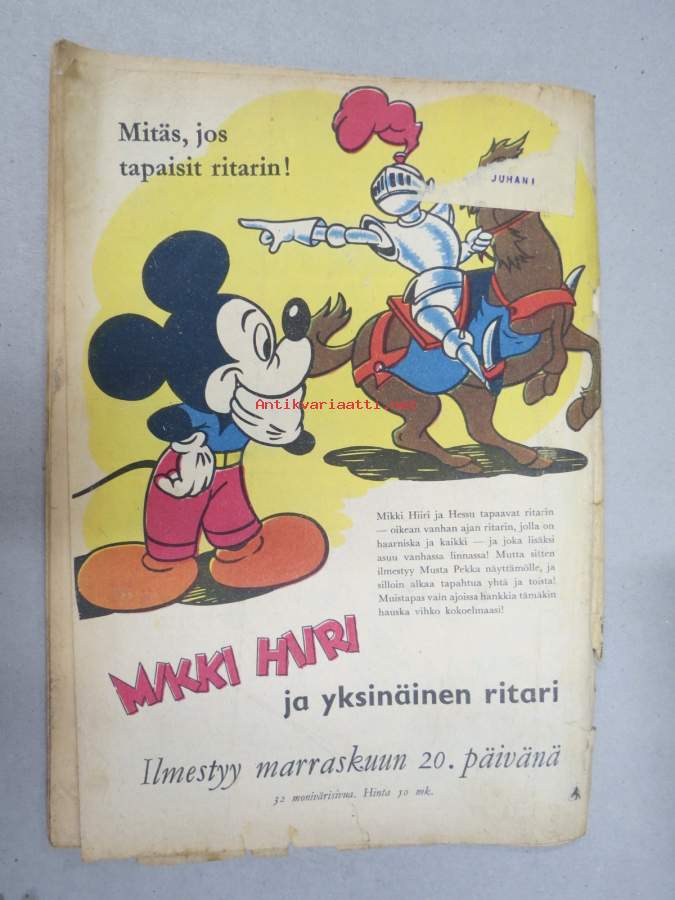 Mitäs, jos
tapaisit ritarin!
JUHANI
Antikvariaatti.net
Mikki Hiiri ja Hessu tapaavat ritarin
— oikean vanhan ajan ritarin, jolla on
haarniska ja kaikki — ja joka lisäksi
asuu vanhassa linnassa! Mutta sitten
ilmestyy Musta Pekka näyttämölle, ja
silloin alkaa tapahtua yhtä ja toista!
Muistapas vain ajoissa hankkia tämäkin
hauska vihko kokoelmaasi!
MIKKI HIIRI
ja yksinäinen ritari
Ilmestyy marraskuun 20. päivänä
32 monivärisivua. Hinta 50 mk.